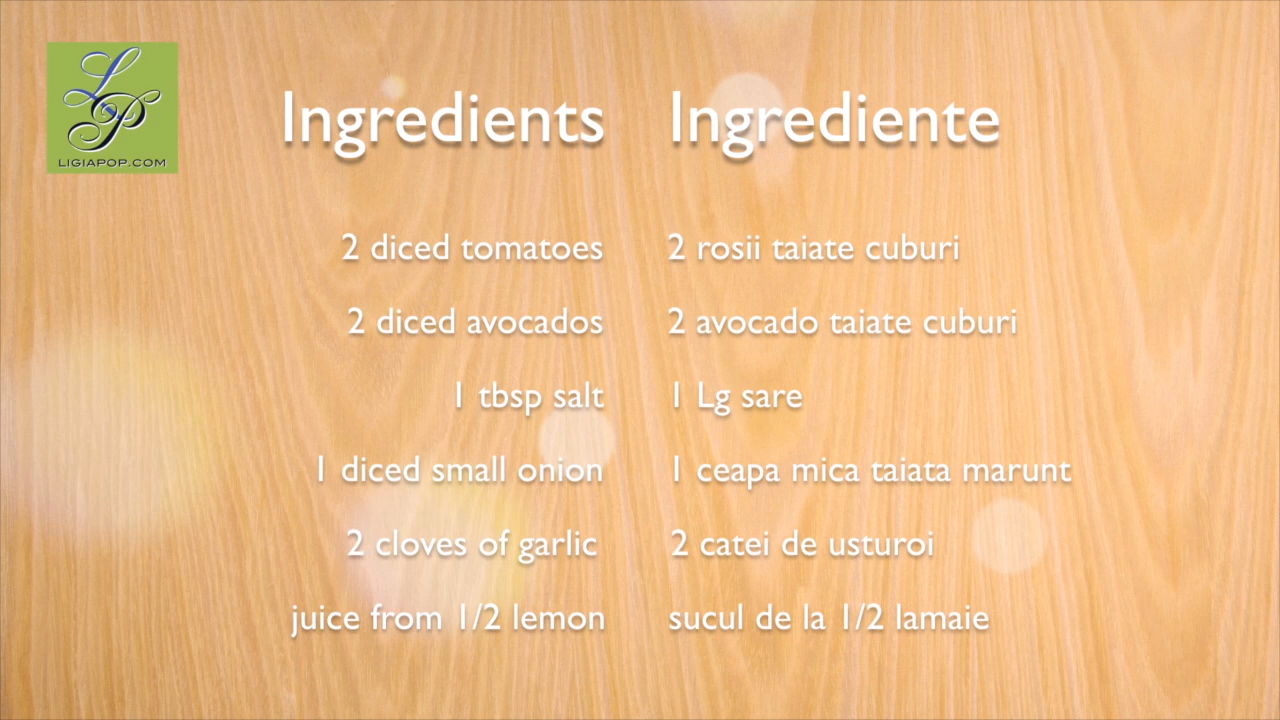 LP
LIGIAPOP.COM
Ingredients Ingrediente
2 diced tomatoes 2 rosii taiate cuburi
2 diced avocados 2 avocado taiate cuburi
1 tbsp salt 1 Lg sare
1 diced small onion 1 ceapa mica taiata marunt
2 cloves of garlic 2 catei de usturoi
juice from 1/2 lemon sucul de la 1/2 lamaie